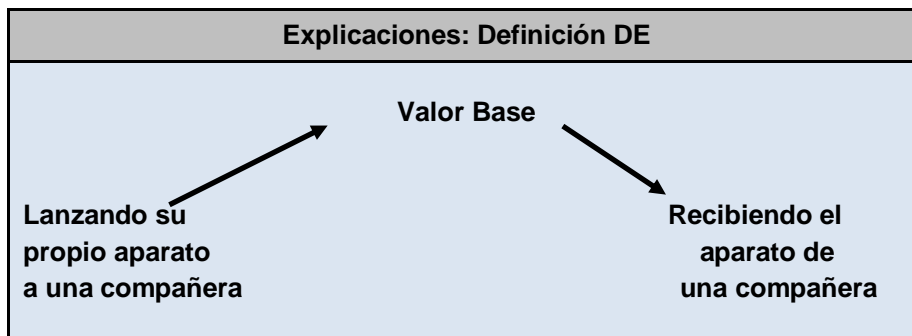 Explicaciones: Definición DE
Valor Base
Lanzando su
propio aparato
a una compañera
Recibiendo el
aparato de
una compañera